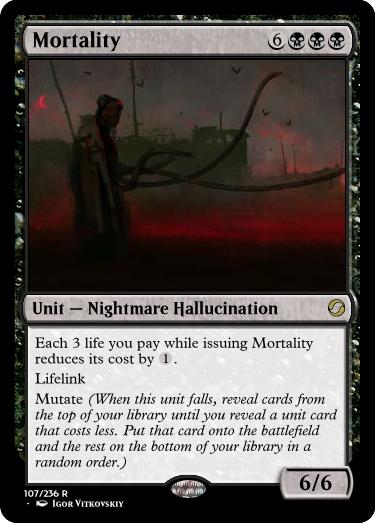 Mortality 6
Unit — Nightmare Hallucination
Each 3 life you pay while issuing Mortality
reduces its cost by 1 .
Lifelink
Mutate (When this unit falls, reveal cards from
the top of your library until you reveal a unit card
that costs less. Put that card onto the battlefield
and the rest on the bottom of your library in a
random order.)
6/6
107/236 R
· Igor Vitkovskiy